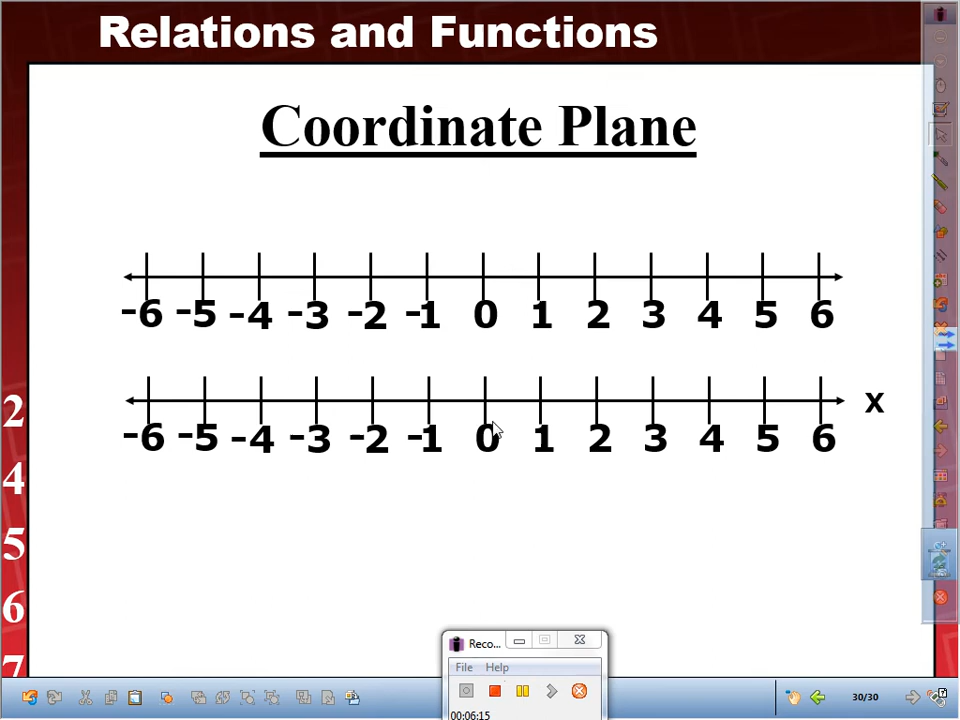 Relations and Functions
Coordinate Plane
-6 -5 -4 -3 -2 -1 0 1 2 3 4 5 6
x
-6 -5 -4 -3 -2 -1 0 1 2 3 4 5 6
2
4
5
6
7
Reco...
File Help
00:06:15
30/30